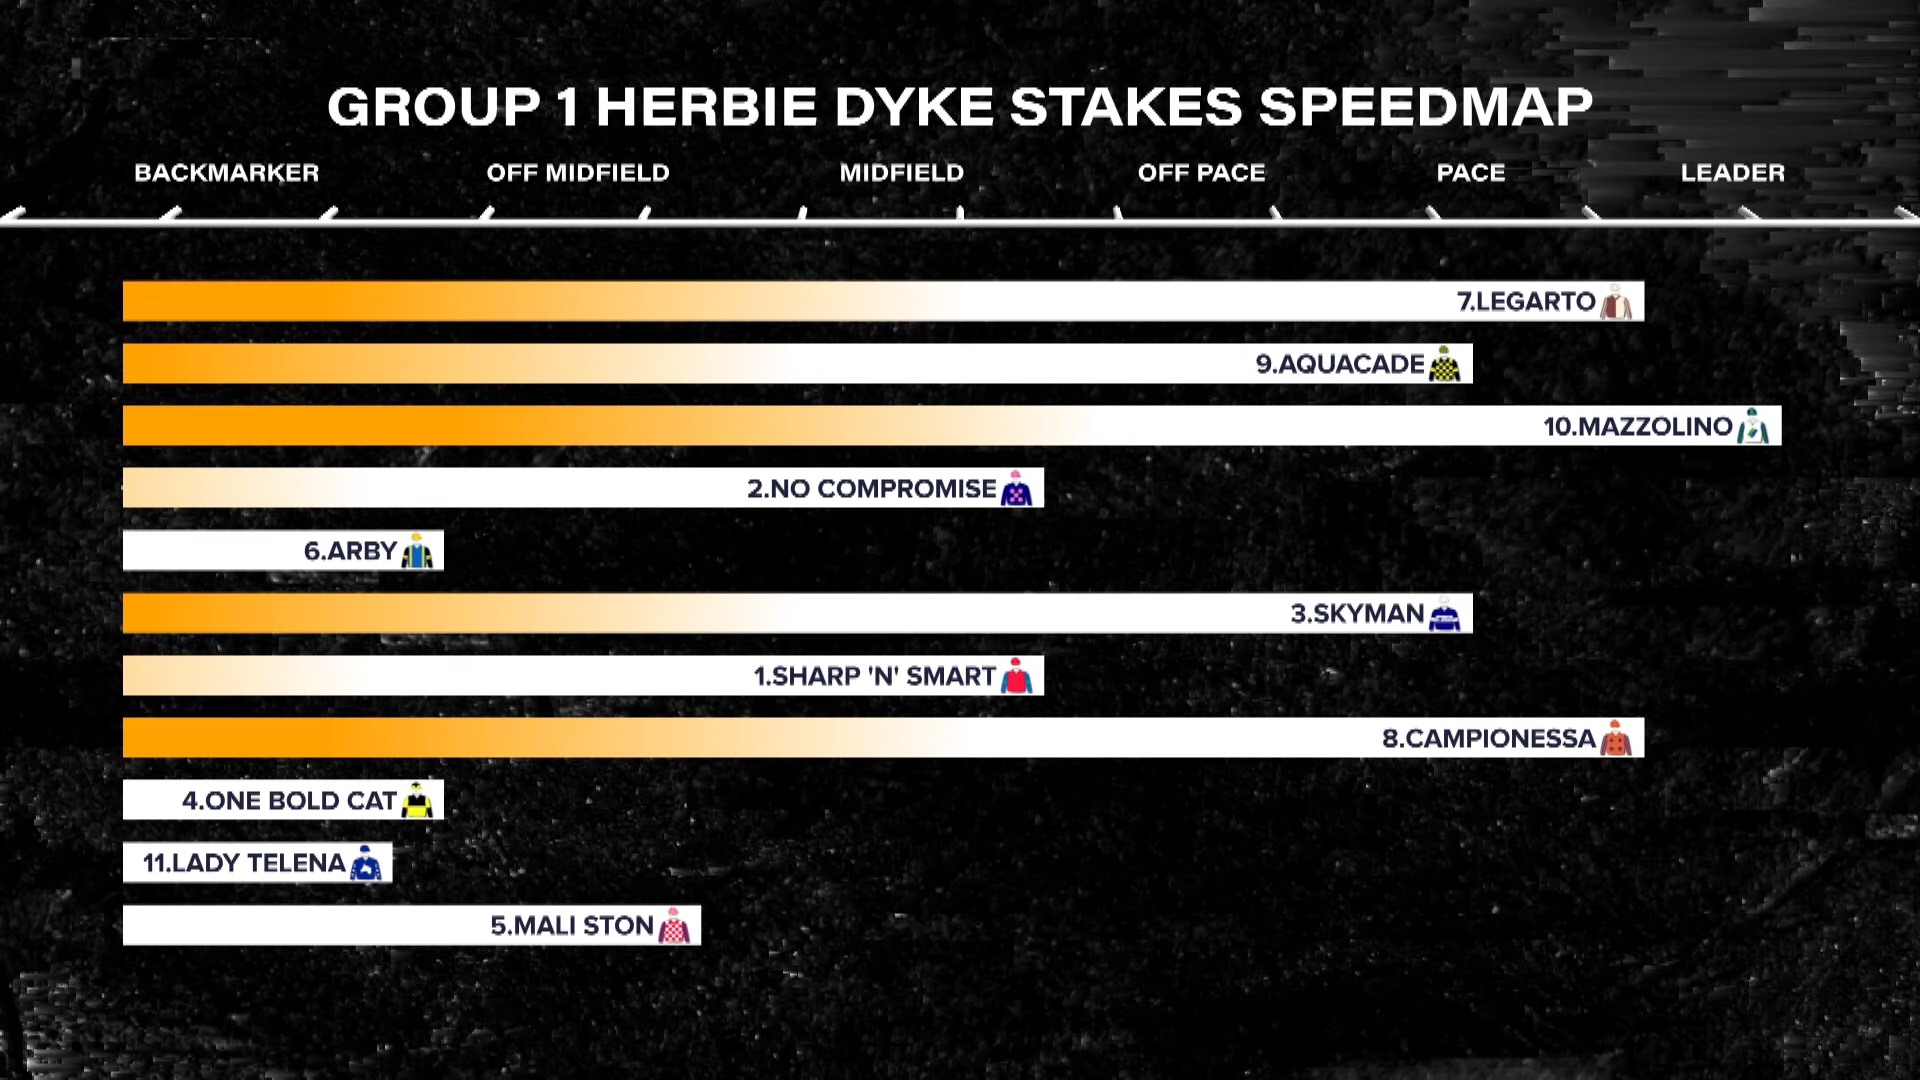 GROUP 1 HERBIE DYKE STAKES SPEEDMAP
BACKMARKER OFF MIDFIELD MIDFIELD OFF PACE PACE LEADER
7.LEGARTO
9.AQUACADE
10.MAZZOLINO
2.NO COMPROMISE
6.ARBY
3.SKYMAN
1.SHARP 'N' SMART
8.CAMPIONESSA
4.ONE BOLD CAT
11.LADY TELENA
5.MALI STON